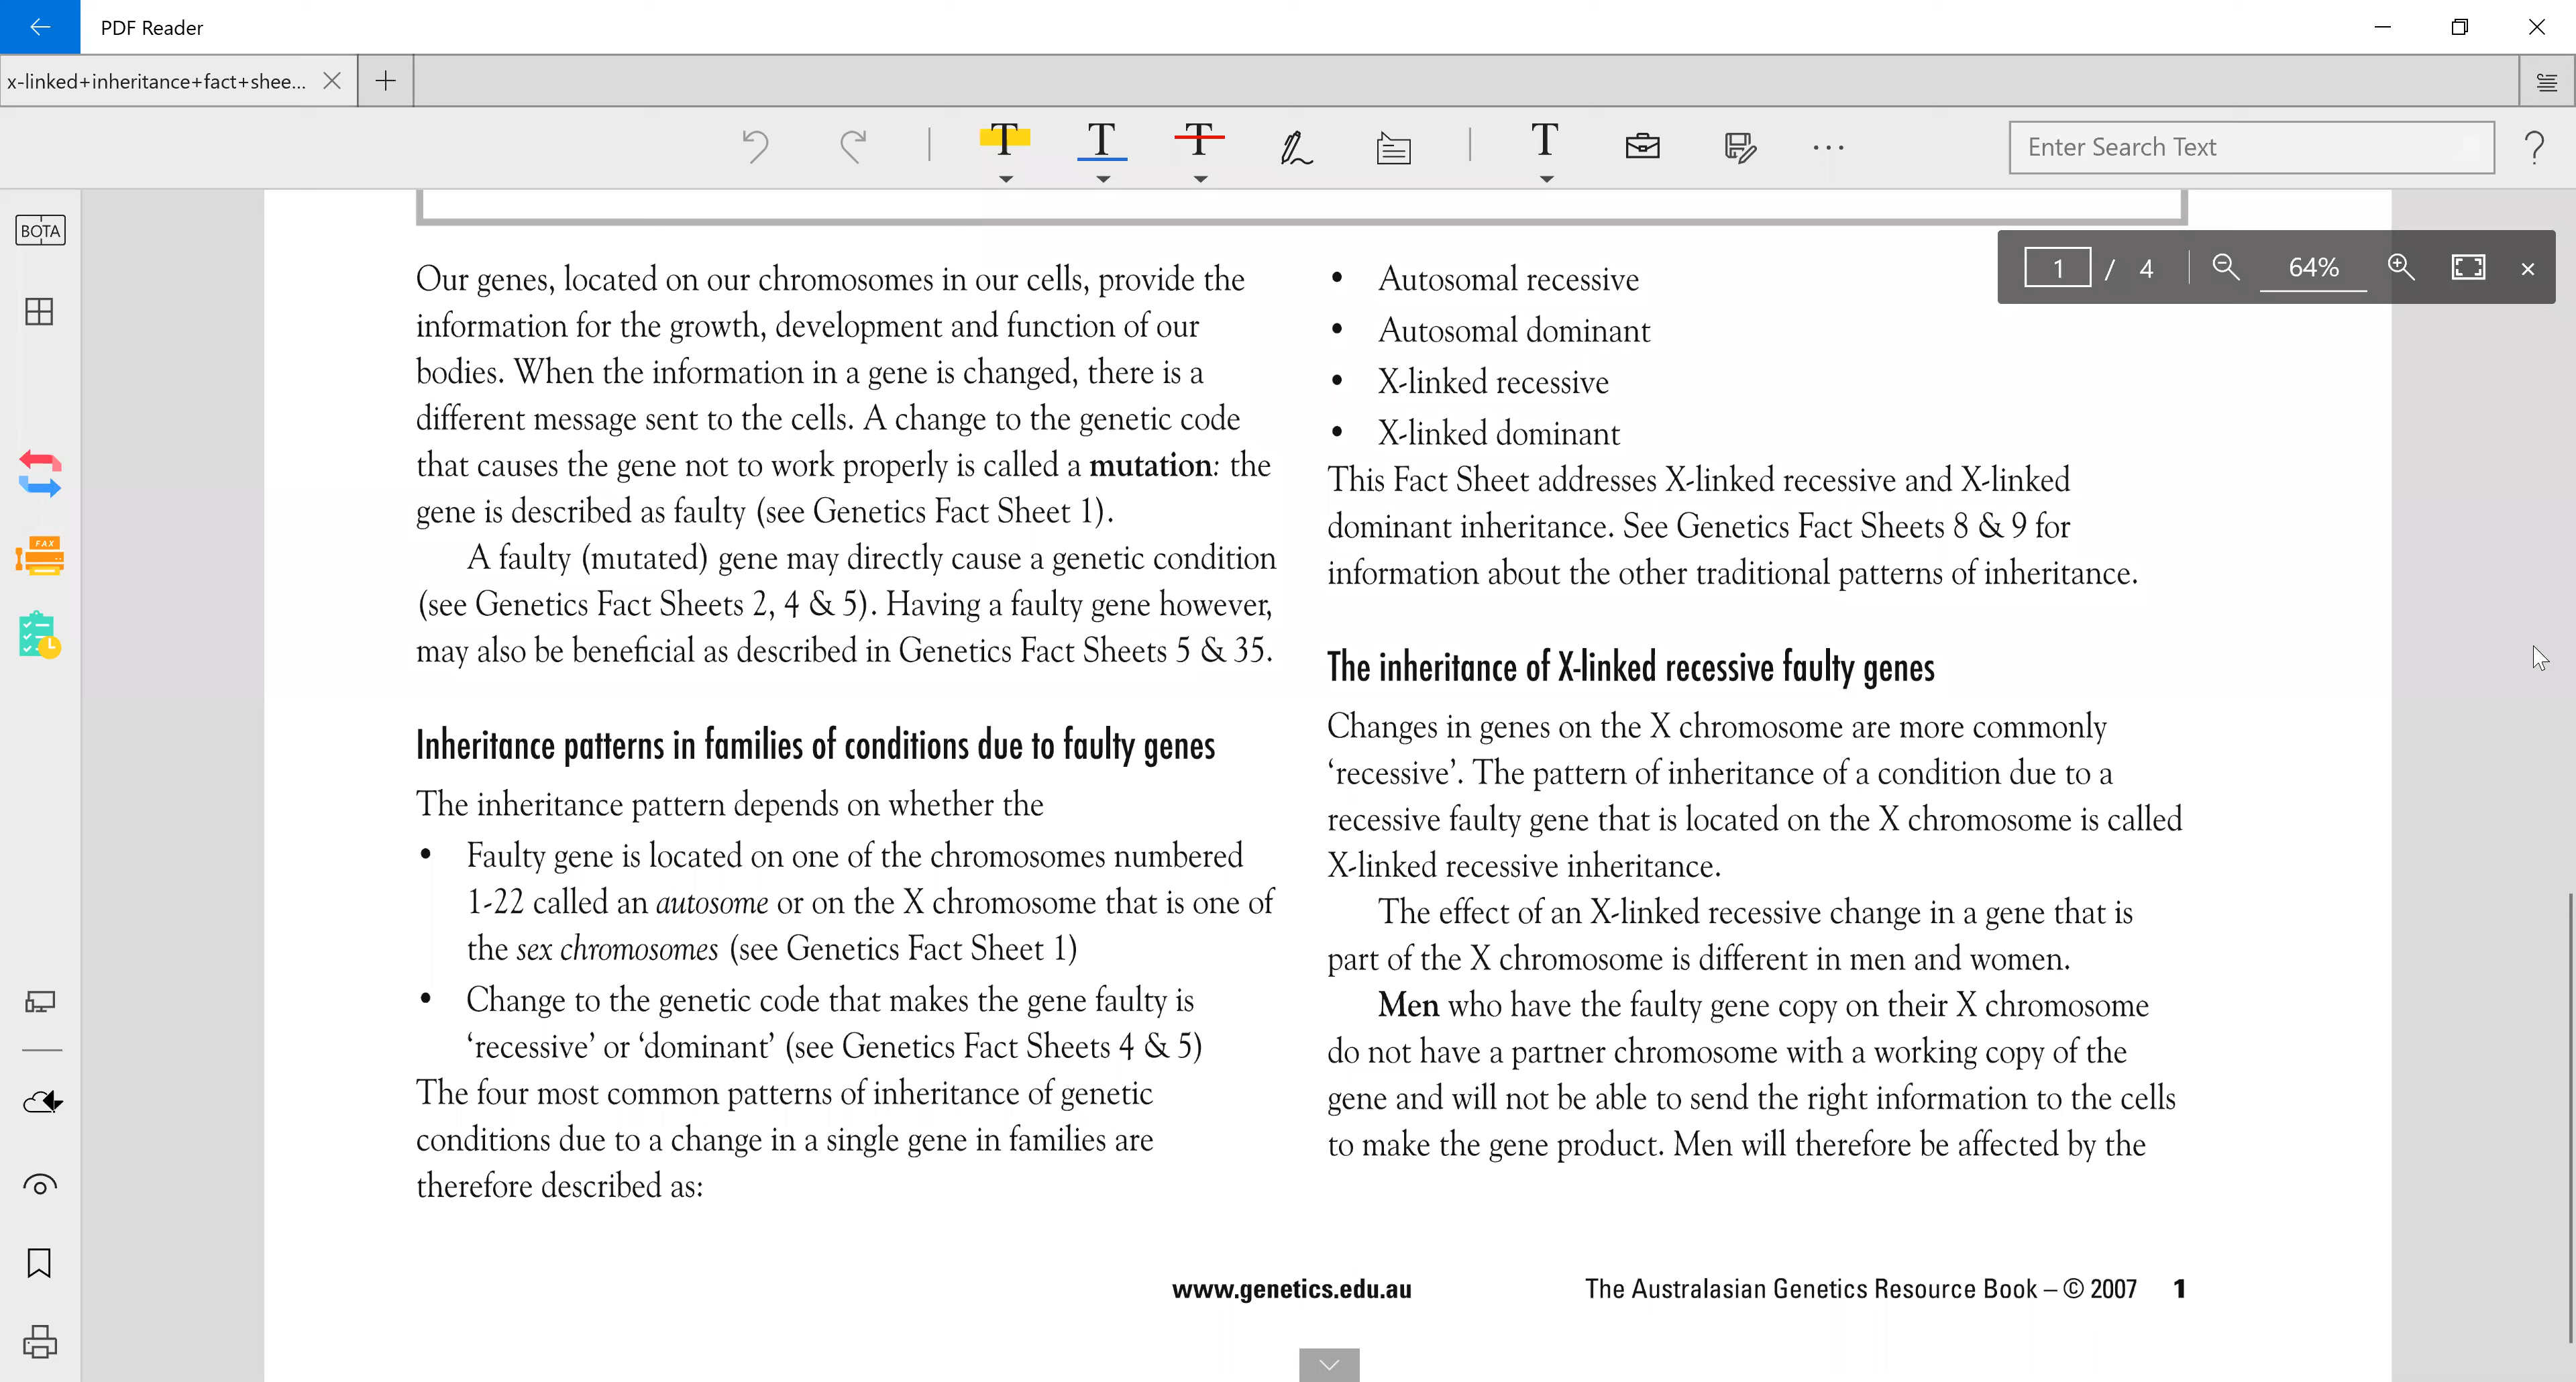 PDF Reader
x-linked+inheritance+fact+shee...
T T T T
Enter Search Text
?
BOTA
FAX
1 / 4 64%
Our genes, located on our chromosomes in our cells, provide the
information for the growth, development and function of our
bodies. When the information in a gene is changed, there is a
different message sent to the cells. A change to the genetic code
that causes the gene not to work properly is called a mutation: the
gene is described as faulty (see Genetics Fact Sheet 1).
A faulty (mutated) gene may directly cause a genetic condition
(see Genetics Fact Sheets 2, 4 & 5). Having a faulty gene however,
may also be beneficial as described in Genetics Fact Sheets 5 & 35.
Inheritance patterns in families of conditions due to faulty genes
The inheritance pattern depends on whether the
• Faulty gene is located on one of the chromosomes numbered
1-22 called an autosome or on the X chromosome that is one of
the sex chromosomes (see Genetics Fact Sheet 1)
• Change to the genetic code that makes the gene faulty is
‘recessive’ or ‘dominant’ (see Genetics Fact Sheets 4 & 5)
The four most common patterns of inheritance of genetic
conditions due to a change in a single gene in families are
therefore described as:
• Autosomal recessive
• Autosomal dominant
• X-linked recessive
• X-linked dominant
This Fact Sheet addresses X-linked recessive and X-linked
dominant inheritance. See Genetics Fact Sheets 8 & 9 for
information about the other traditional patterns of inheritance.
The inheritance of X-linked recessive faulty genes
Changes in genes on the X chromosome are more commonly
‘recessive’. The pattern of inheritance of a condition due to a
recessive faulty gene that is located on the X chromosome is called
X-linked recessive inheritance.
The effect of an X-linked recessive change in a gene that is
part of the X chromosome is different in men and women.
Men who have the faulty gene copy on their X chromosome
do not have a partner chromosome with a working copy of the
gene and will not be able to send the right information to the cells
to make the gene product. Men will therefore be affected by the
www.genetics.edu.au The Australasian Genetics Resource Book – © 2007 1